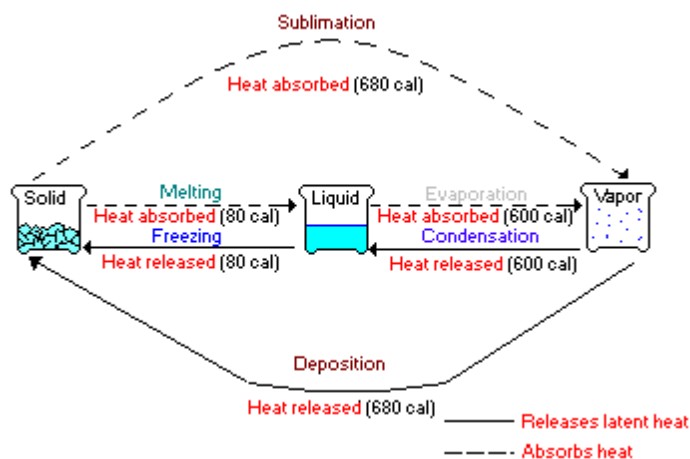 Sublimation
Heat absorbed (680 cal)
Solid
Melting
Liquid
Evaporation
Vapor
Heat absorbed (80 cal)
Heat absorbed (600 cal)
Freezing
Condensation
Heat released (80 cal)
Heat released (600 cal)
Deposition
Heat released (680 cal)
Releases latent heat
Absorbs heat